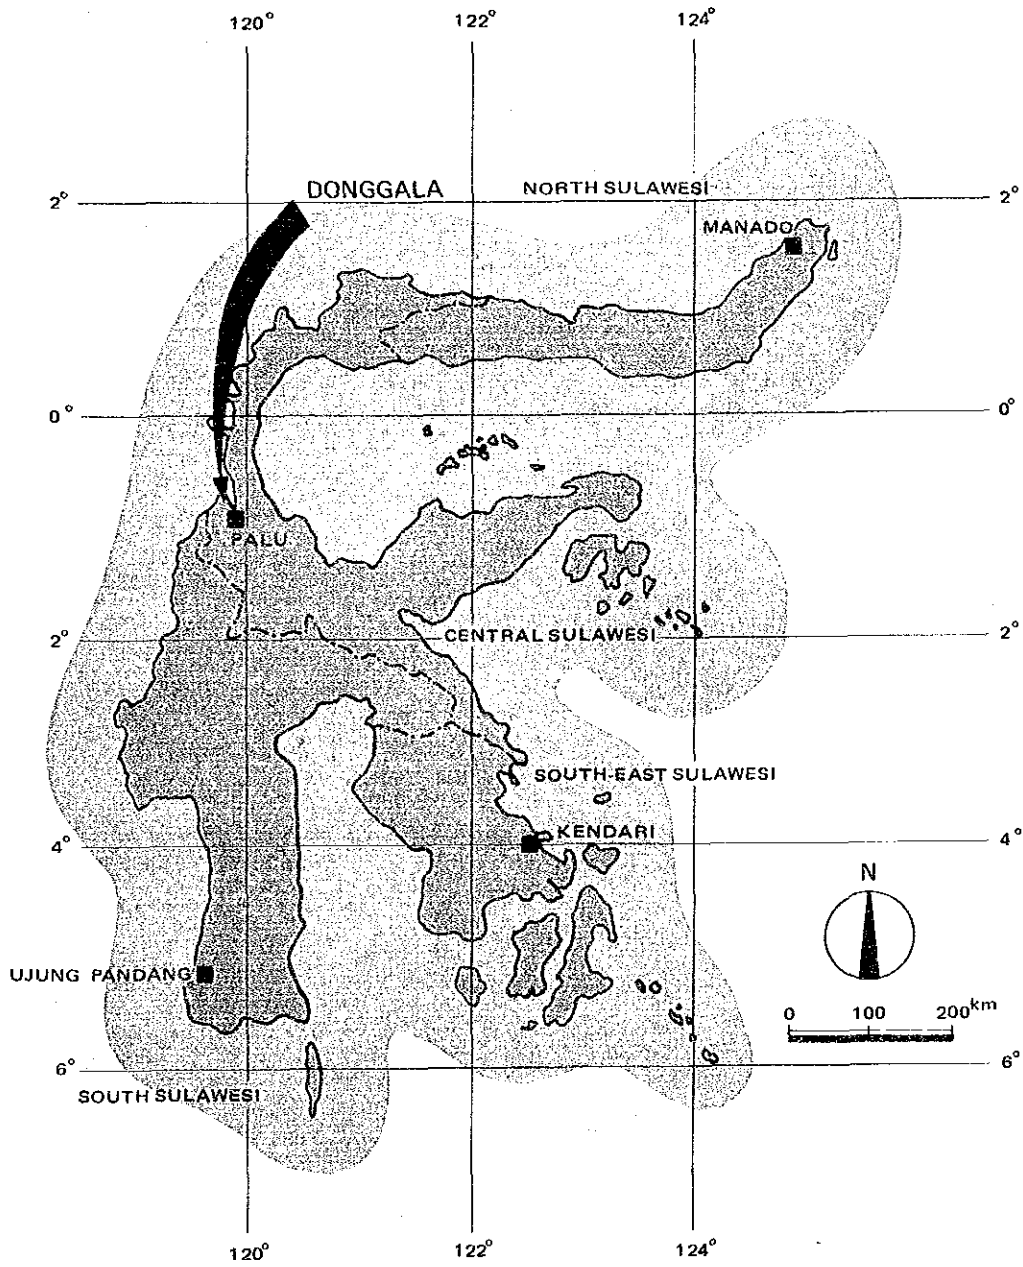 120° 122° 124°
DONGGALA
NORTH SULAWESI
2° 2°
MANADO
0° 0°
PALU
CENTRAL SULAWESI
2° 2°
SOUTH-EAST SULAWESI
KENDARI
4° 4°
N
UJUNG PANDANG
0 100 200km
6° 6°
SOUTH SULAWESI
120° 122° 124°